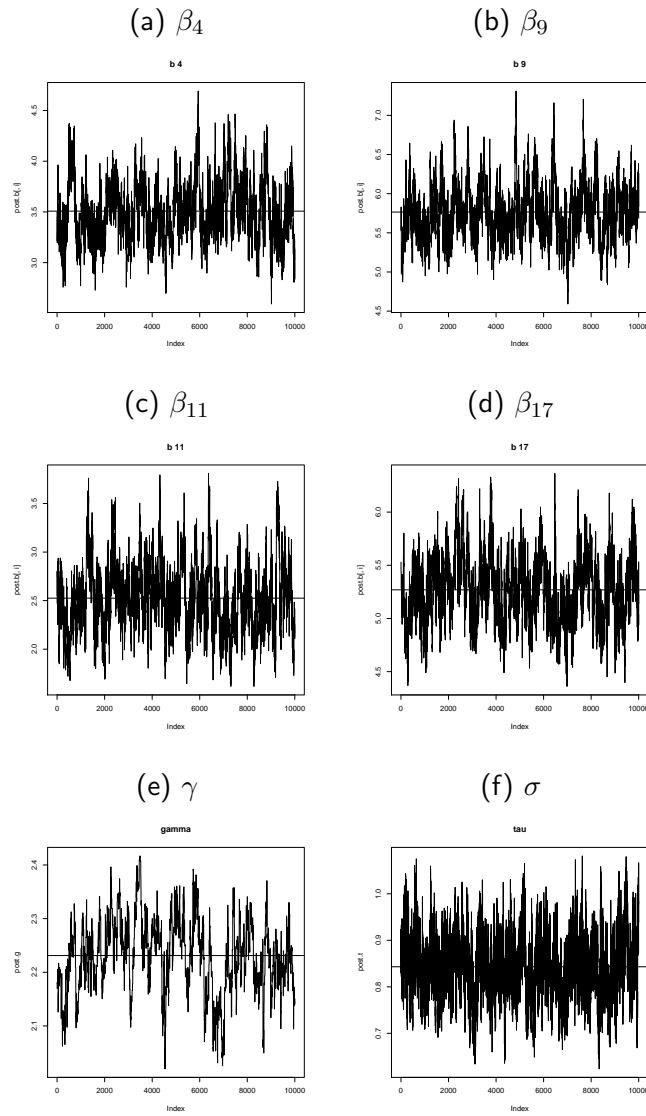 (a) β4
(b) β9
b 4
b 9
post.b[, i]
3.0 3.5 4.0 4.5
0 2000 4000 6000 8000 10000
Index
post.b[, i]
4.5 5.0 5.5 6.0 6.5 7.0
0 2000 4000 6000 8000 10000
Index
(c) β11
(d) β17
b 11
b 17
post.b[, i]
2.0 2.5 3.0 3.5
0 2000 4000 6000 8000 10000
Index
post.b[, i]
4.5 5.0 5.5 6.0
0 2000 4000 6000 8000 10000
Index
(e) γ
(f) σ
gamma
tau
post.g
2.1 2.2 2.3 2.4
0 2000 4000 6000 8000 10000
Index
post.t
0.7 0.8 0.9 1.0
0 2000 4000 6000 8000 10000
Index